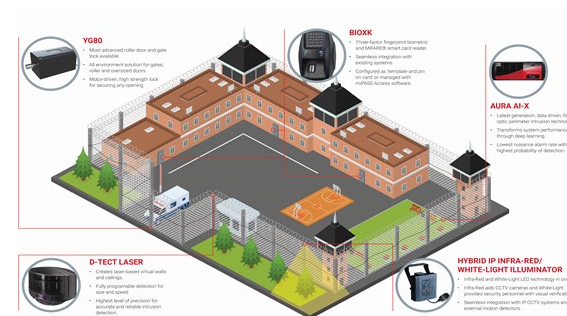 YG80
Most advanced roller door and gate
lock available.
All environment solution for gates,
roller and oversized doors.
Motor-driven, high strength lock
for securing any opening.
BIOXK
Three-factor fingerprint biometric
and MIFARE® smart card reader
Seamless integration with
existing systems.
Configured as template and pin
on card or managed with
mPASS Access software
AURA AI-X
Latest generation, data driven,
optic perimeter intrusion
Transforms system performance
through deep learning.
Lowest nuisance alarm rate with
highest probability of detection.
D-TECT LASER
Creates laser-based virtual walls
and ceilings.
Fully programable detection for
size and speed.
Highest level of precision for
accurate and reliable intrusion
detection.
HYBRID IP INFRA-RED/
WHITE-LIGHT ILLUMINATOR
Infra-Red and White-Light LED technology in
Infra-Red aids CCTV cameras and White-Light
provides security personnel with visual
Seamless integration with IP CCTV systems
external motion detectors.